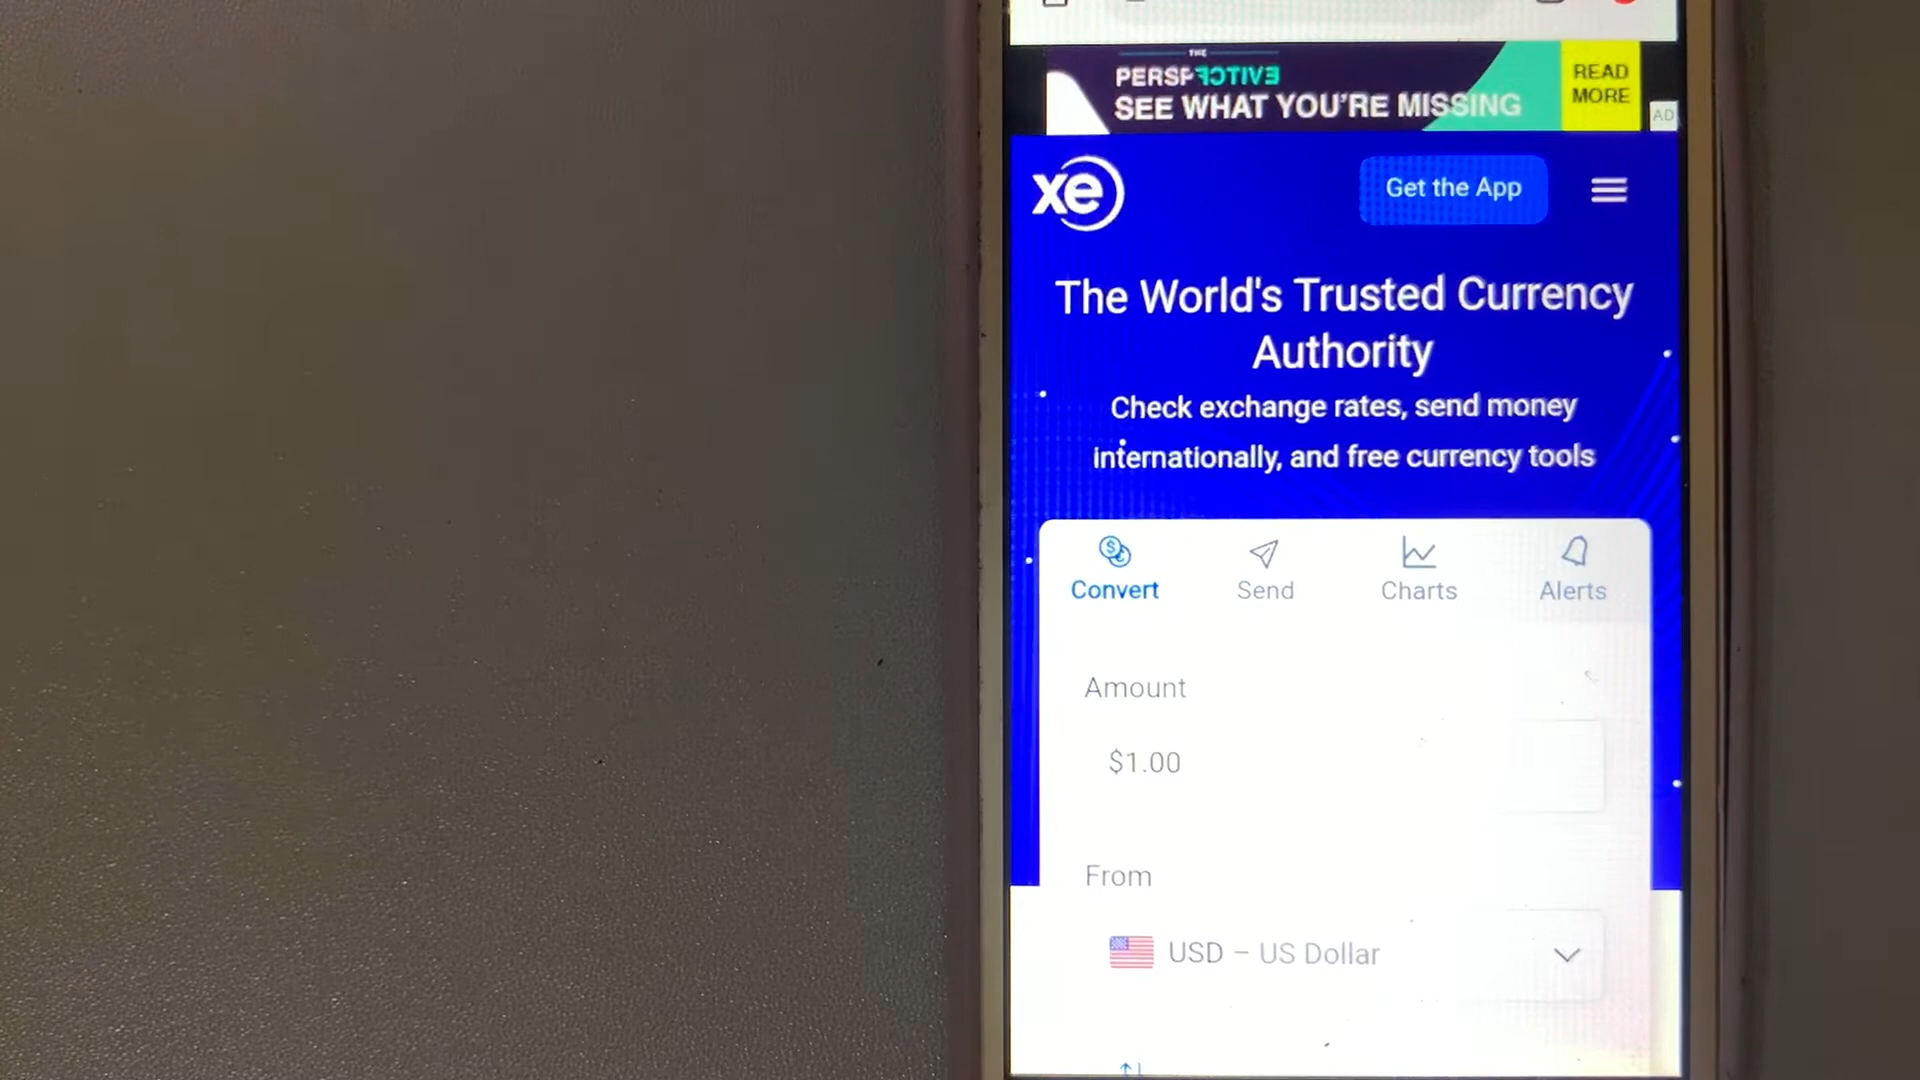 THE
PERSPECTIVE
SEE WHAT YOU'RE MISSING
READ
MORE
AD
xe
Get the App
The World's Trusted Currency
Authority
Check exchange rates, send money
internationally, and free currency tools
Convert
Send
Charts
Alerts
Amount
$1.00
From
USD – US Dollar